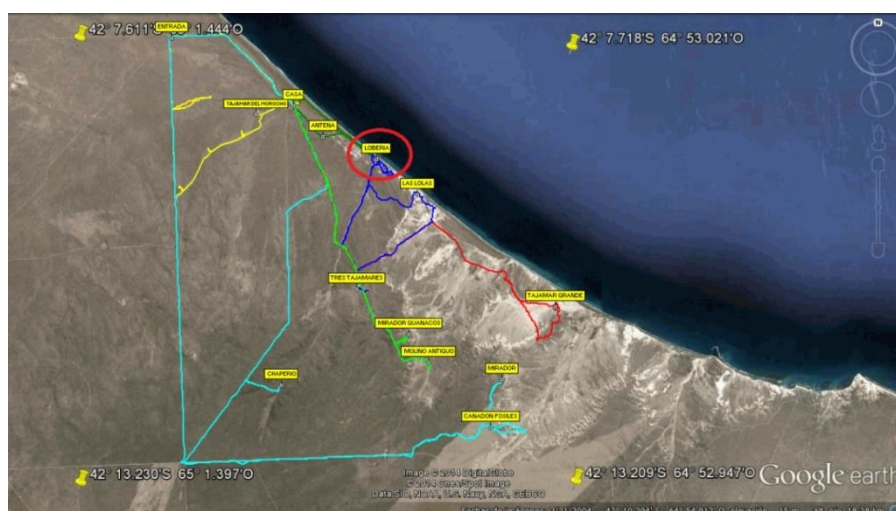 ENTRADA
42° 7.611'S 1.444'O
42° 7.718'S 64° 53.021'O
N
CASA
TAJAMAR DEL MOROCHO
ANTENA
LOBERIA
LAS LOLAS
TRES TAJAMARES
TAJAMAR GRANDE
MIRADOR GUANACOS
MOLINO ANTIGUO
MIRADOR
CHAPERIO
CAÑADON FOSILES
42° 13.230'S 65° 1.397'O
42° 13.209'S 64° 52.947'O
Image © 2014 DigitalGlobe
© 2014 Cnes/Spot Image
Data SIO, NOAA, U.S. Navy, NGA, GEBCO
Google earth